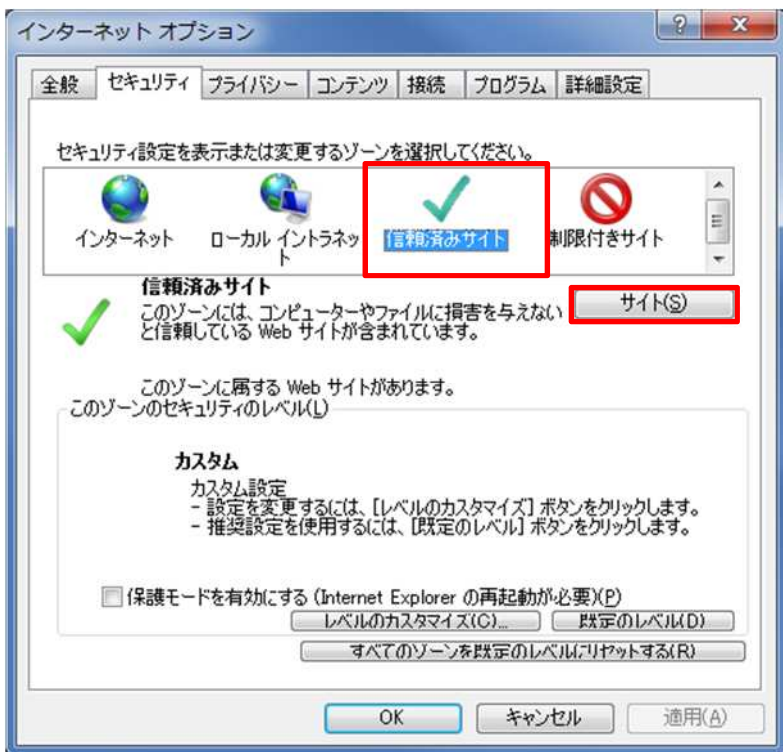 インターネット オプション
全般 セキュリティ プライバシー コンテンツ 接続 プログラム 詳細設定
セキュリティ設定を表示または変更するゾーンを選択してください。
インターネット ローカル イントラネット 信頼済みサイト 制限付きサイト
信頼済みサイト
このゾーンには、コンピューターやファイルに損害を与えない
と信頼している Web サイトが含まれています。
サイト(S)
このゾーンに属する Web サイトがあります。
このゾーンのセキュリティのレベル(L)
カスタム
カスタム設定
- 設定を変更するには、[レベルのカスタマイズ] ボタンをクリックします。
- 推奨設定を使用するには、[既定のレベル] ボタンをクリックします。
保護モードを有効にする (Internet Explorer の再起動が必要)(P)
レベルのカスタマイズ(C)... 既定のレベル(D)
すべてのゾーンを既定のレベルにリセットする(R)
OK キャンセル 適用(A)